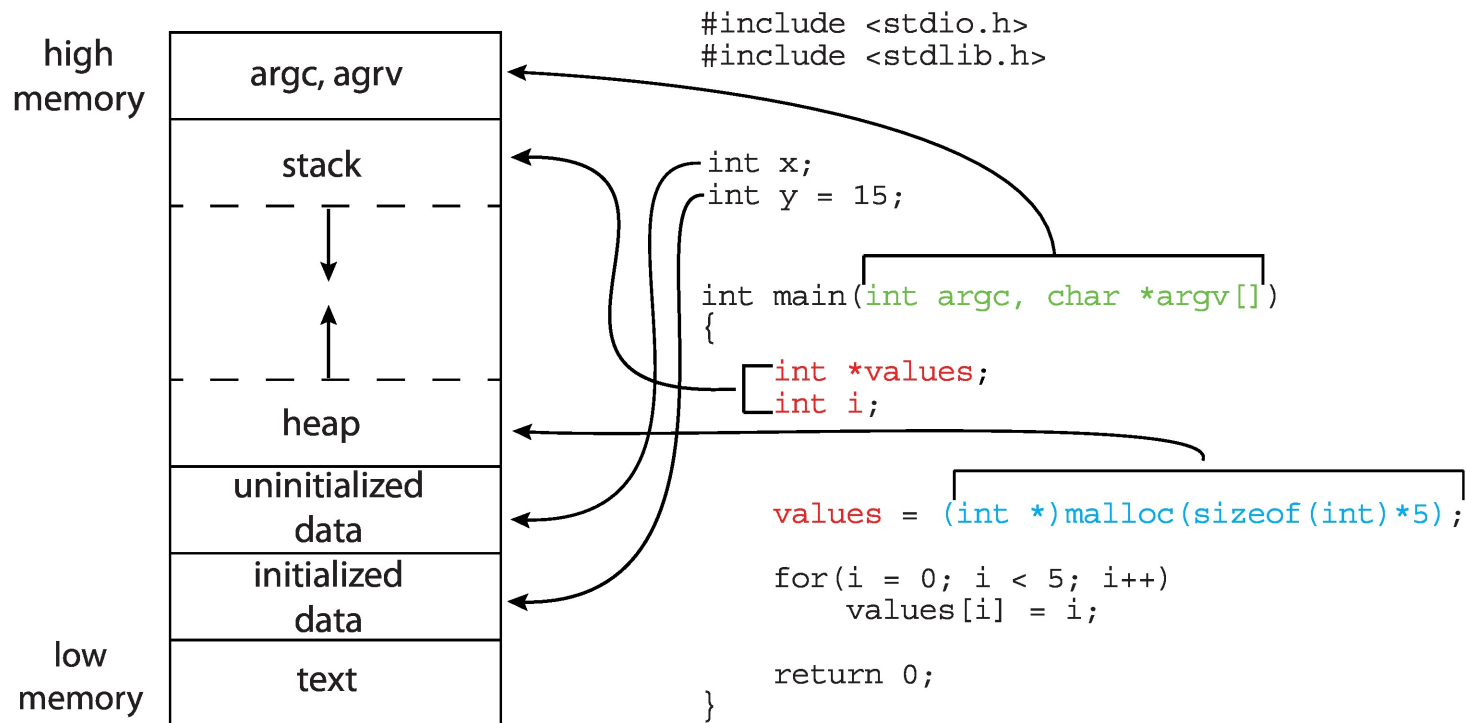 high
memory
argc, agrv
stack
heap
uninitialized
data
initialized
data
low
memory
text
#include <stdio.h>
#include <stdlib.h>
int x;
int y = 15;
int main(int argc, char *argv[])
{
int *values;
int i;
values = (int *)malloc(sizeof(int)*5);
for(i = 0; i < 5; i++)
values[i] = i;
return 0;
}